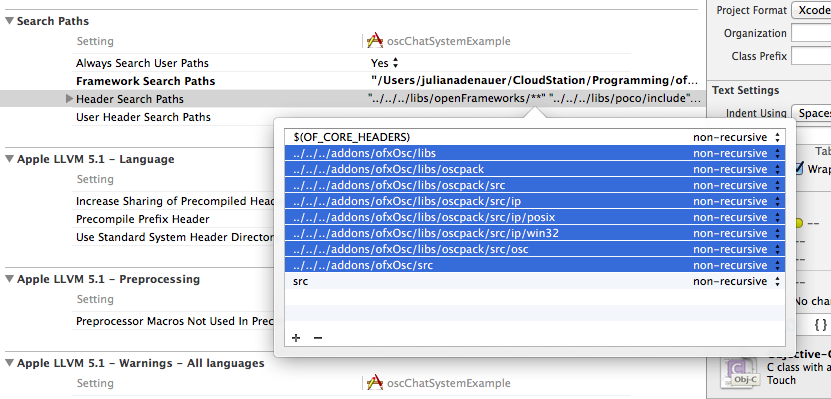 Search Paths
Setting oscChatSystemExample
Always Search User Paths Yes
Framework Search Paths "/Users/julianadenauer/CloudStation/Programming/of...
Header Search Paths "../../../libs/openFrameworks/**" "../../../libs/poco/include"...
User Header Search Paths
$(OF_CORE_HEADERS) non-recursive
../../../addons/ofxOsc/libs non-recursive
../../../addons/ofxOsc/libs/oscpack non-recursive
../../../addons/ofxOsc/libs/oscpack/src non-recursive
../../../addons/ofxOsc/libs/oscpack/src/ip non-recursive
../../../addons/ofxOsc/libs/oscpack/src/ip/posix non-recursive
../../../addons/ofxOsc/libs/oscpack/src/ip/win32 non-recursive
../../../addons/ofxOsc/libs/oscpack/src/osc non-recursive
../../../addons/ofxOsc/src non-recursive
src non-recursive
+ −
Apple LLVM 5.1 - Language
Setting
Increase Sharing of Precompiled Head
Precompile Prefix Header
Use Standard System Header Director
Apple LLVM 5.1 - Preprocessing
Setting
Preprocessor Macros Not Used In Prec
Apple LLVM 5.1 - Warnings - All languages
Setting oscChatSystemExample
Project Format Xcode
Organization
Class Prefix
Text Settings
Indent Using Spaces
Tab
Wrap
--
--
--
No char
{ }
Objective-C
Obj-C
C class with a
Touch